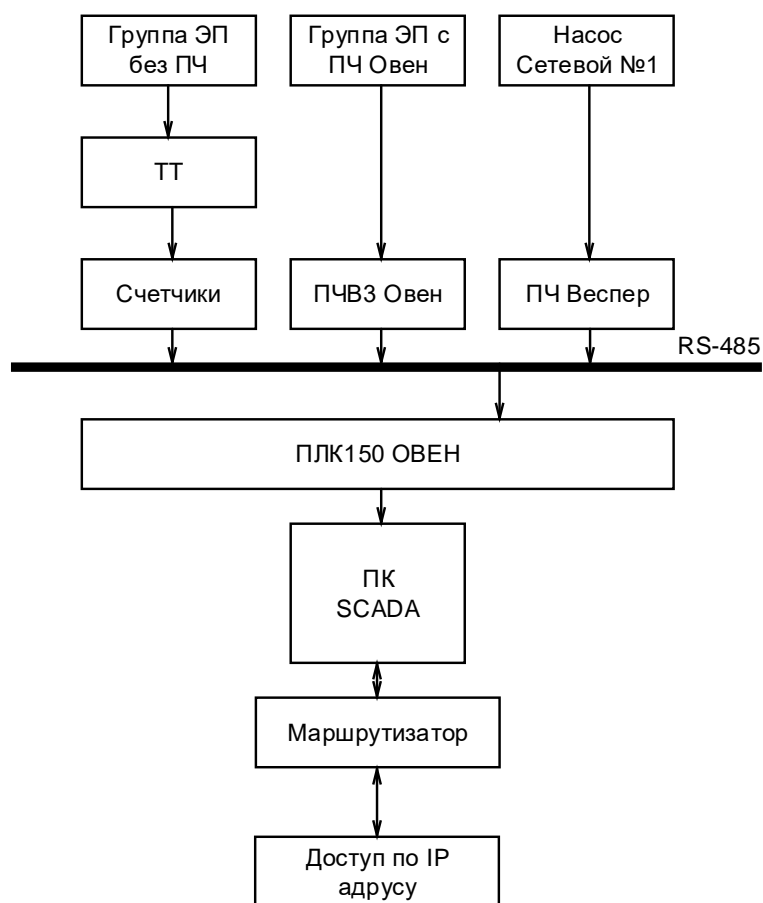 Группа ЭП
без ПЧ
Группа ЭП с
ПЧ Овен
Насос
Сетевой №1
ТТ
Счетчики
ПЧВ3 Овен
ПЧ Веспер
RS-485
ПЛК150 ОВЕН
ПК
SCADA
Маршрутизатор
Доступ по IP
адрусу